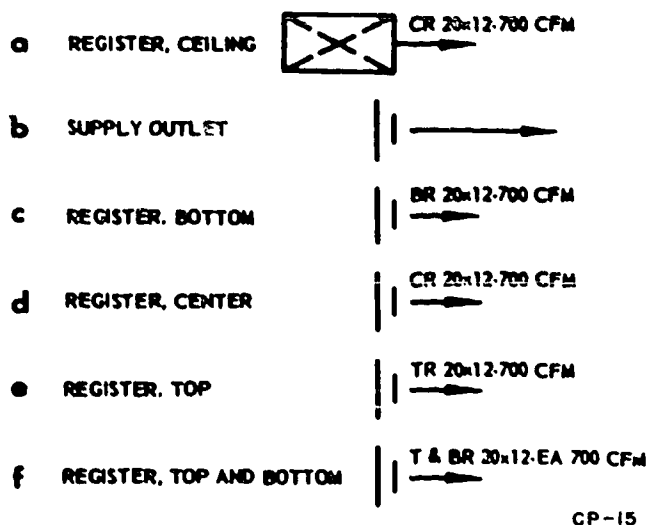 a REGISTER, CEILING CR 20x12-700 CFM
b SUPPLY OUTLET
c REGISTER, BOTTOM BR 20x12-700 CFM
d REGISTER, CENTER CR 20x12-700 CFM
e REGISTER, TOP TR 20x12-700 CFM
f REGISTER, TOP AND BOTTOM T & BR 20x12-EA 700 CFM
CP-15